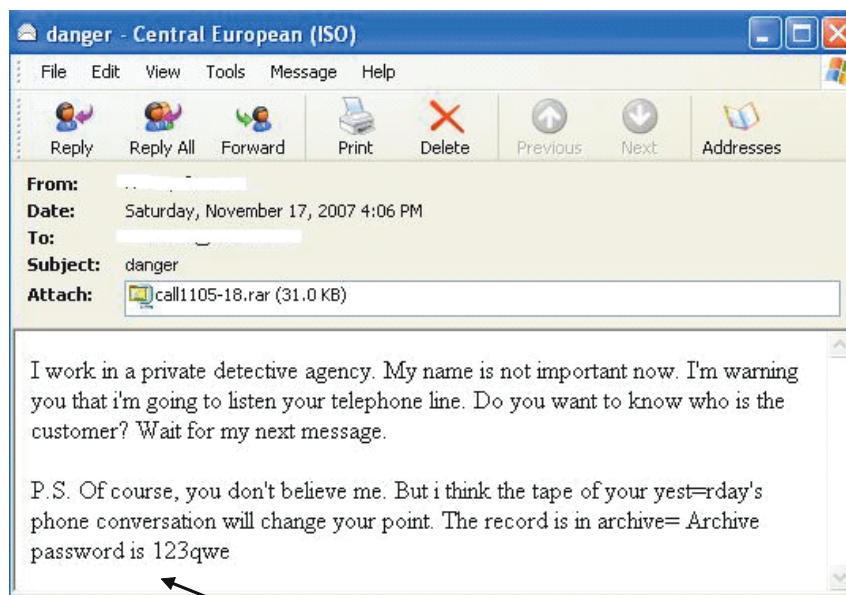 danger - Central European (ISO)
File Edit View Tools Message Help
Reply Reply All Forward Print Delete Previous Next Addresses
From:
Date: Saturday, November 17, 2007 4:06 PM
To:
Subject: danger
Attach: call1105-18.rar (31.0 KB)
I work in a private detective agency. My name is not important now. I'm warning
you that i'm going to listen your telephone line. Do you want to know who is the
customer? Wait for my next message.
P.S. Of course, you don't believe me. But i think the tape of your yest=rday's
phone conversation will change your point. The record is in archive= Archive
password is 123qwe